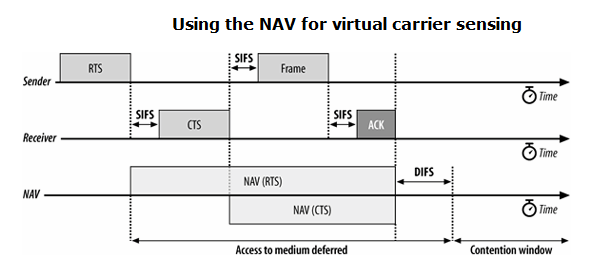 Using the NAV for virtual carrier sensing
SIFS
RTS
Frame
Sender
Time
SIFS
SIFS
CTS
ACK
Receiver
Time
DIFS
NAV (RTS)
NAV
NAV (CTS)
Time
Access to medium deferred
Contention window